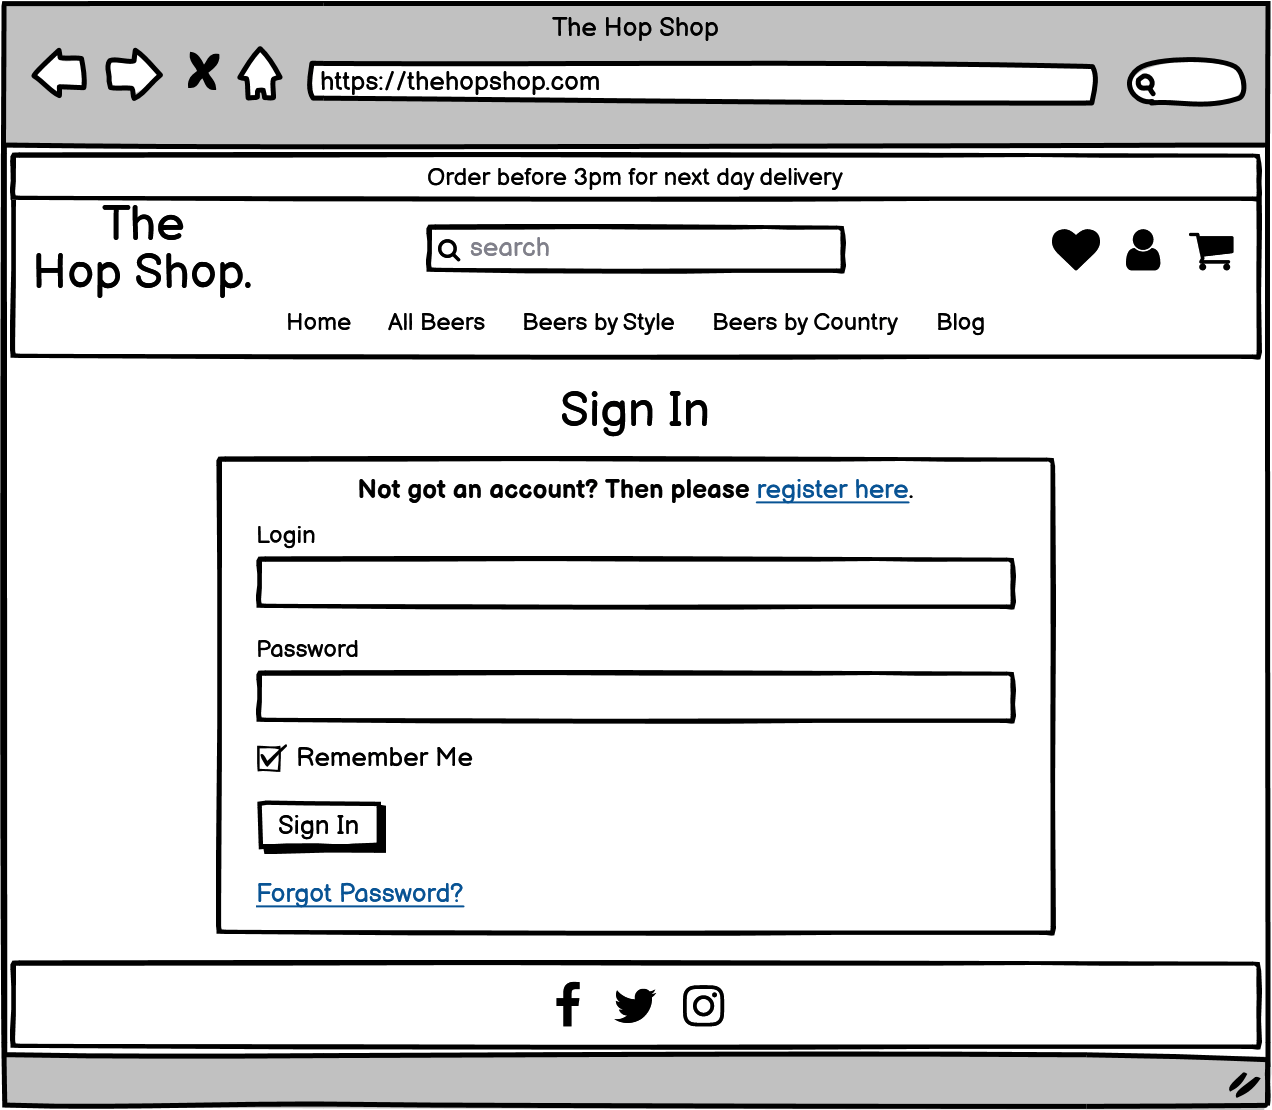 The Hop Shop
https://thehopshop.com
Order before 3pm for next day delivery
The
Hop Shop.
search
Home All Beers Beers by Style Beers by Country Blog
Sign In
Not got an account? Then please register here.
Login
Password
Remember Me
Sign In
Forgot Password?